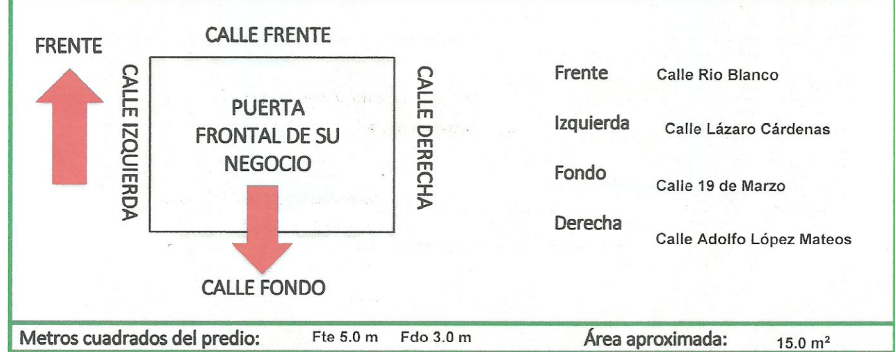 FRENTE
CALLE FRENTE
CALLE IZQUIERDA
PUERTA
FRONTAL DE SU
NEGOCIO
CALLE DERECHA
CALLE FONDO
Frente Calle Rio Blanco
Izquierda Calle Lázaro Cárdenas
Fondo Calle 19 de Marzo
Derecha Calle Adolfo López Mateos
Metros cuadrados del predio: Fte 5.0 m Fdo 3.0 m Área aproximada: 15.0 m²